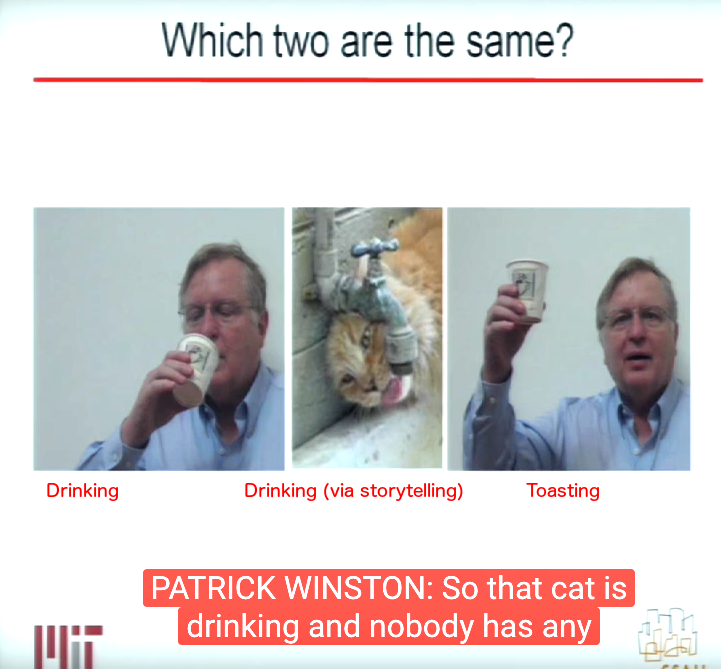 Which two are the same?
Drinking
Drinking (via storytelling)
Toasting
PATRICK WINSTON: So that cat is
drinking and nobody has any